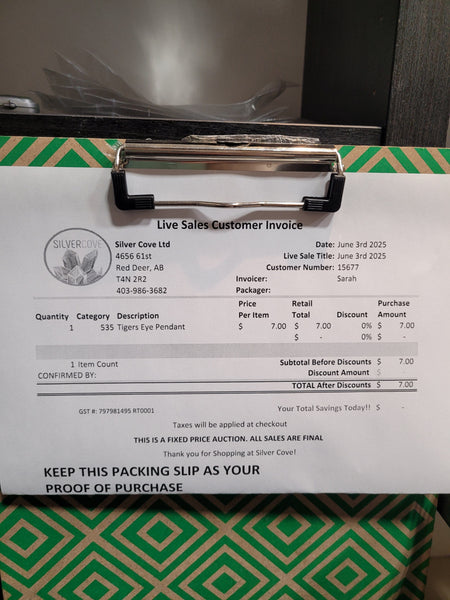 Live Sales Customer Invoice
SILVERCOVE
Silver Cove Ltd
4656 61st
Red Deer, AB
T4N 2R2
403-986-3682
Date: June 3rd 2025
Live Sale Title: June 3rd 2025
Customer Number: 15677
Invoicer: Sarah
Packager:
Price Retail Purchase
Quantity Category Description Per Item Total Discount Amount
1 535 Tigers Eye Pendant $ 7.00 $ 7.00 0% $ 7.00
$ - 0% $ -
1 Item Count Subtotal Before Discounts $ 7.00
CONFIRMED BY: Discount Amount $ -
TOTAL After Discounts $ 7.00
GST #: 797981495 RT0001 Your Total Savings Today!! $ -
Taxes will be applied at checkout
THIS IS A FIXED PRICE AUCTION. ALL SALES ARE FINAL
Thank you for Shopping at Silver Cove!
KEEP THIS PACKING SLIP AS YOUR
PROOF OF PURCHASE